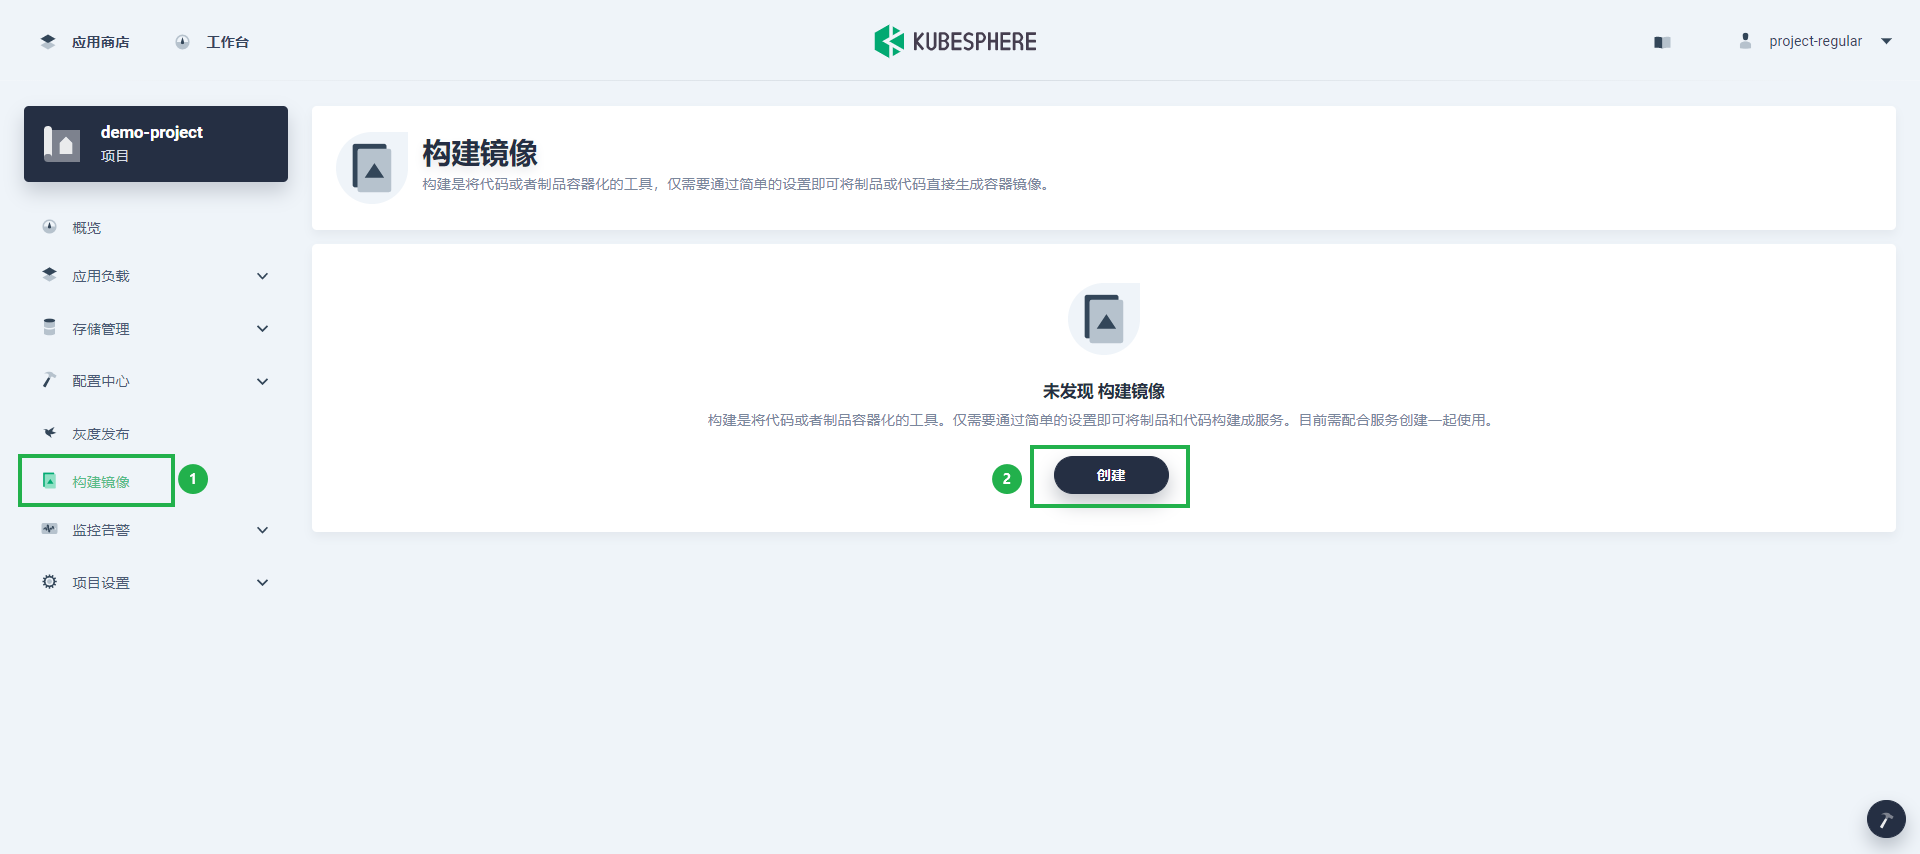 应用商店
工作台
KUBESPHERE
project-regular
demo-project
项目
概览
应用负载
存储管理
配置中心
灰度发布
构建镜像
1
监控告警
项目设置
构建镜像
构建是将代码或者制品容器化的工具，仅需要通过简单的设置即可将制品或代码直接生成容器镜像。
未发现 构建镜像
构建是将代码或者制品容器化的工具。仅需要通过简单的设置即可将制品和代码构建成服务。目前需配合服务创建一起使用。
2
创建